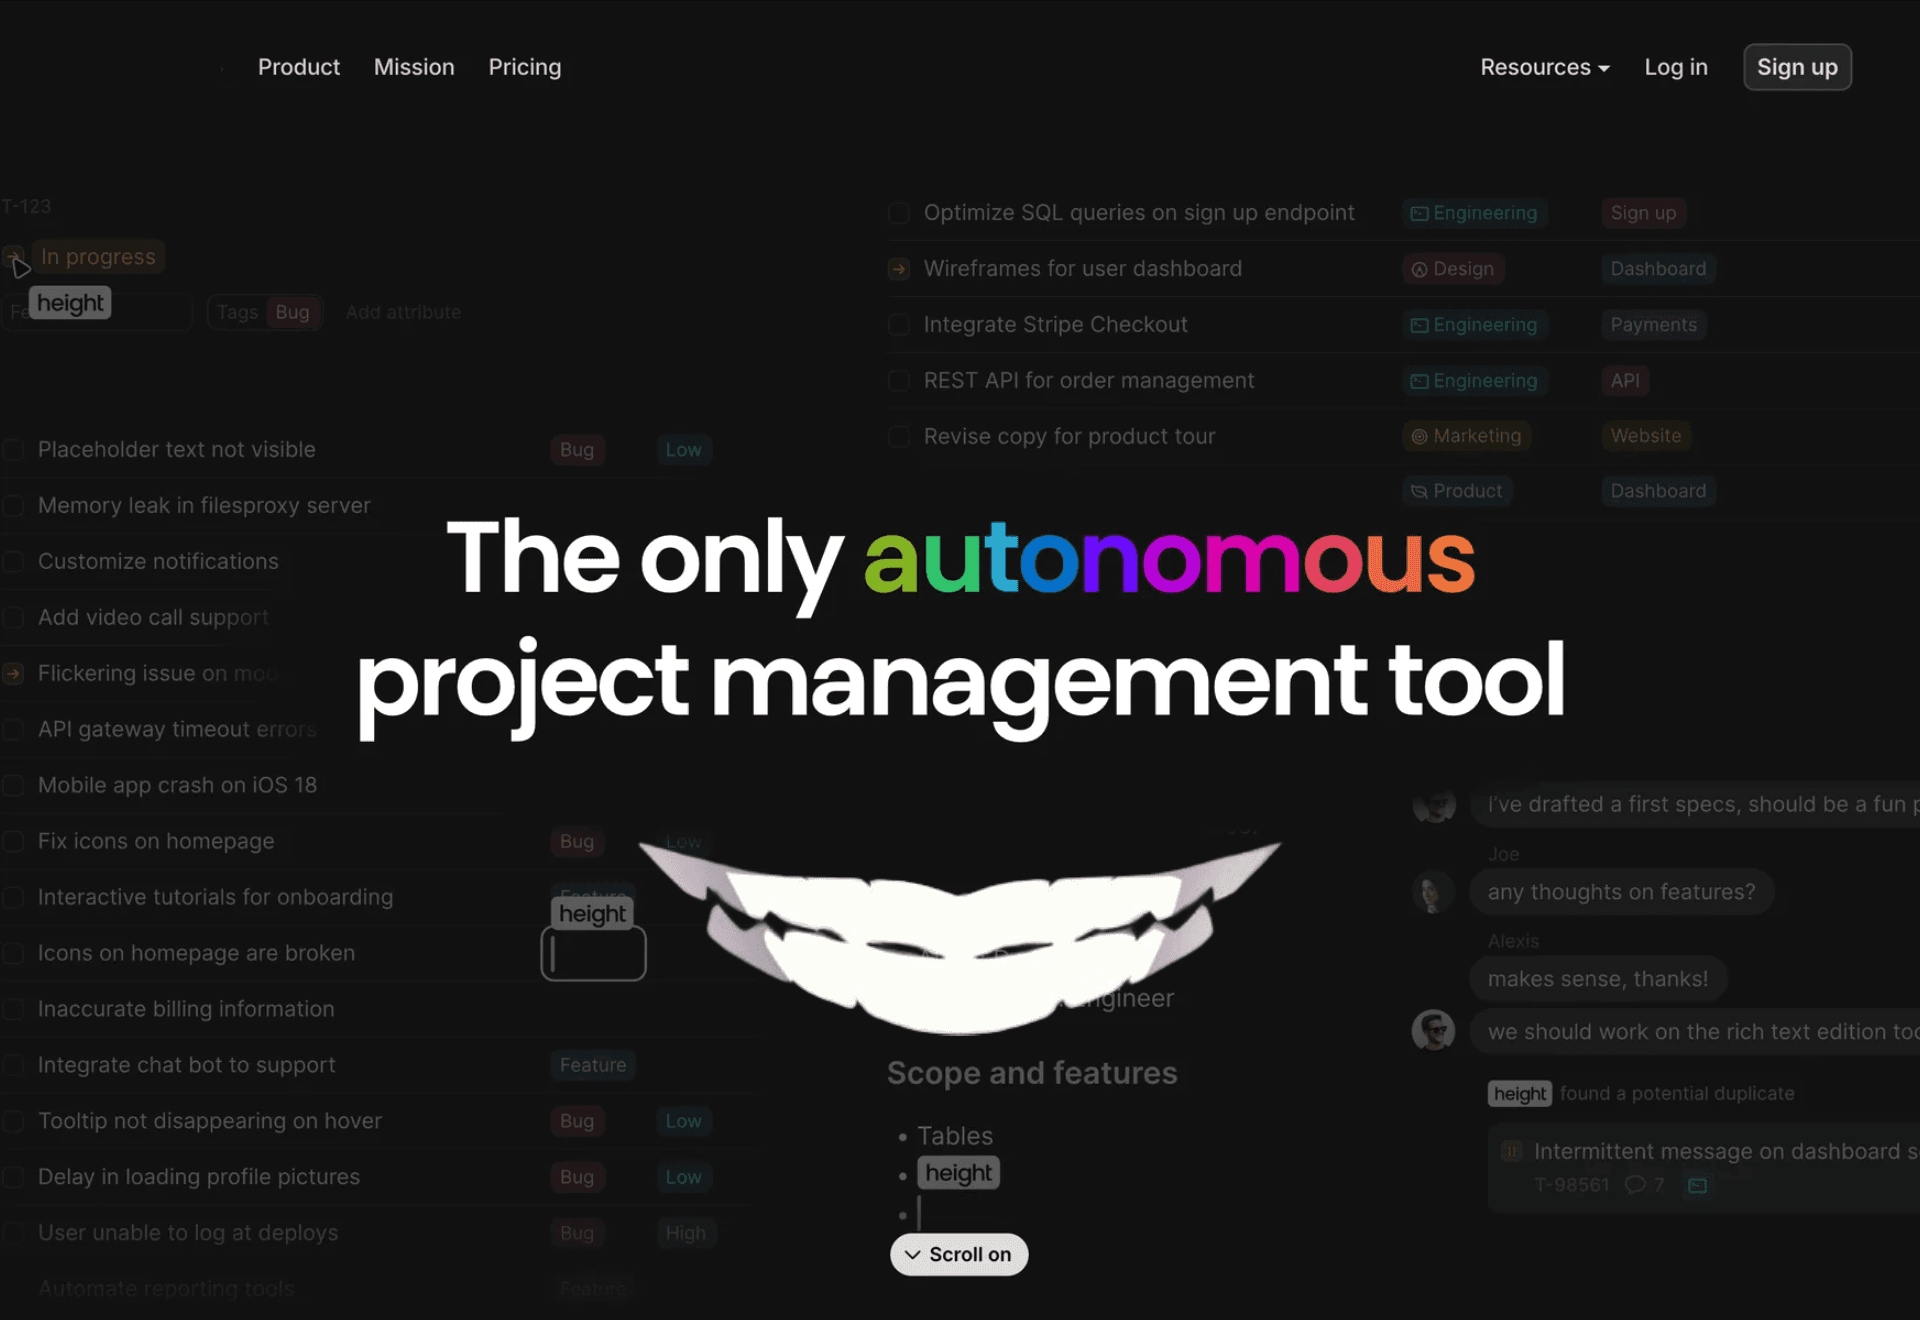 Product Mission Pricing
Resources Log in Sign up
T-123
In progress
height
Tags Bug Add attribute
Optimize SQL queries on sign up endpoint Engineering Sign up
Wireframes for user dashboard Design Dashboard
Integrate Stripe Checkout Engineering Payments
REST API for order management Engineering API
Revise copy for product tour Marketing Website
Product Dashboard
Placeholder text not visible Bug Low
Memory leak in filesproxy server
Customize notifications
Add video call support
Flickering issue on
API gateway timeout errors
Mobile app crash on iOS 18
Fix icons on homepage Bug Low
Interactive tutorials for onboarding Feature
height
Icons on homepage are broken
Inaccurate billing information
Integrate chat bot to support Feature
Tooltip not disappearing on hover Bug Low
Delay in loading profile pictures Bug Low
User unable to log at deploys Bug High
Automate reporting tools Feature
The only autonomous
project management tool
Scope and features
• Tables
• height
•
Scroll on
I've drafted a first specs, should be a fun
Joe
any thoughts on features?
Alexis
makes sense, thanks!
we should work on the rich text edition
height found a potential duplicate
Intermittent message on dashboard
T-98561 7